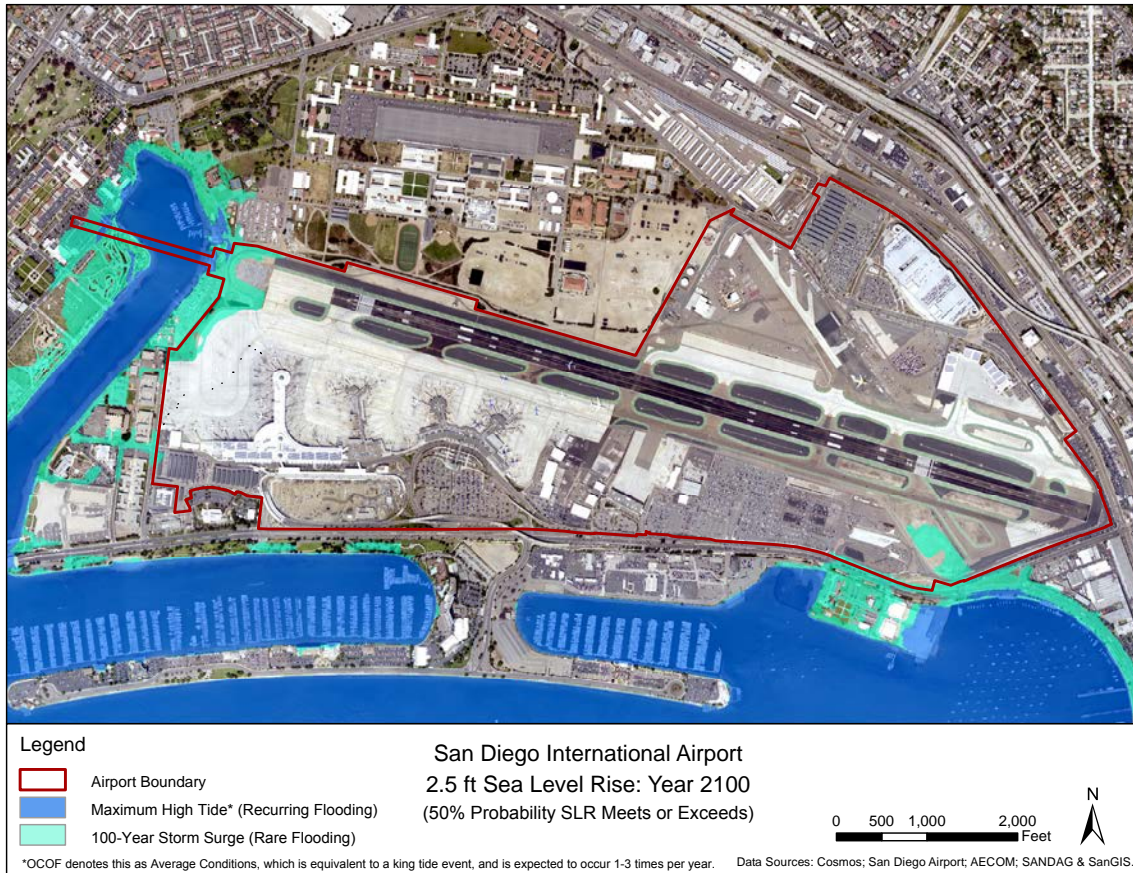 Legend
Airport Boundary
Maximum High Tide* (Recurring Flooding)
100-Year Storm Surge (Rare Flooding)
*OCOF denotes this as Average Conditions, which is equivalent to a king tide event, and is expected to occur 1-3 times per year.
San Diego International Airport
2.5 ft Sea Level Rise: Year 2100
(50% Probability SLR Meets or Exceeds)
N
0 500 1,000 2,000
Feet
Data Sources: Cosmos; San Diego Airport; AECOM; SANDAG & SanGIS.